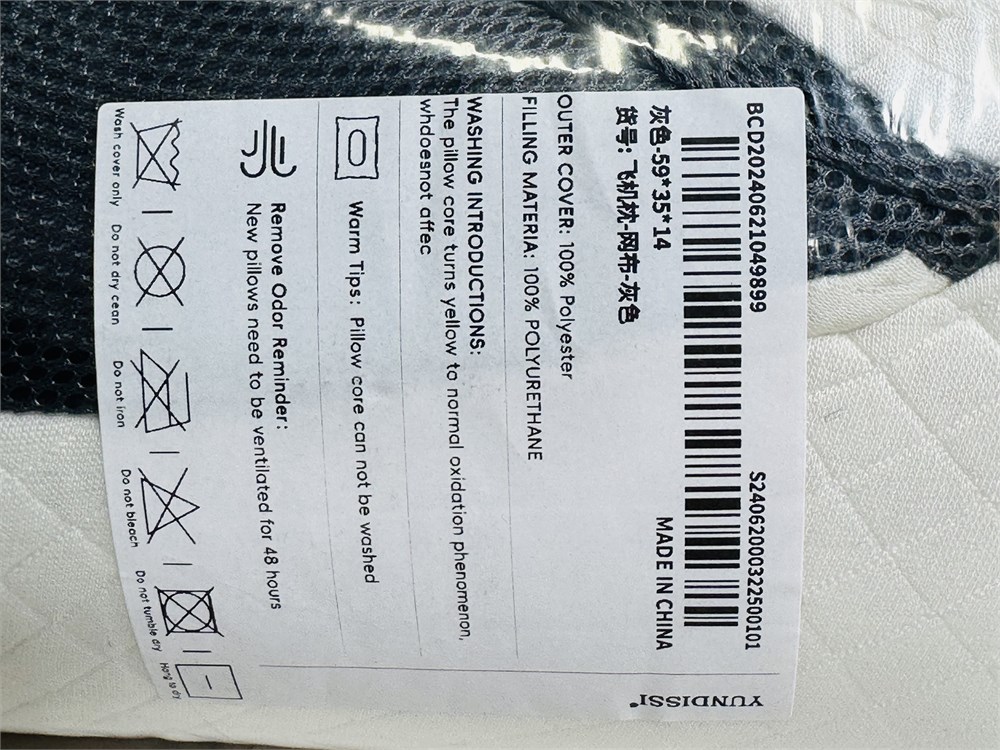 BCD20240621049899
S24062000322500101
灰色-59*35*14
MADE IN CHINA
货号: 飞机枕-网布-灰色
OUTER COVER: 100% Polyester
FILLING MATERIA: 100% POLYURETHANE
WASHING INTRODUCTIONS:
The pillow core turns yellow to normal oxidation phenomenon,
whdoesnot affec
Warm Tips: Pillow core can not be washed
Remove Odor Reminder:
New pillows need to be ventilated for 48 hours
Wash cover only
Do not dry cean
Do not iron
Do not bleach
Do not tumble dry
Hang to dry
YUNDISSI